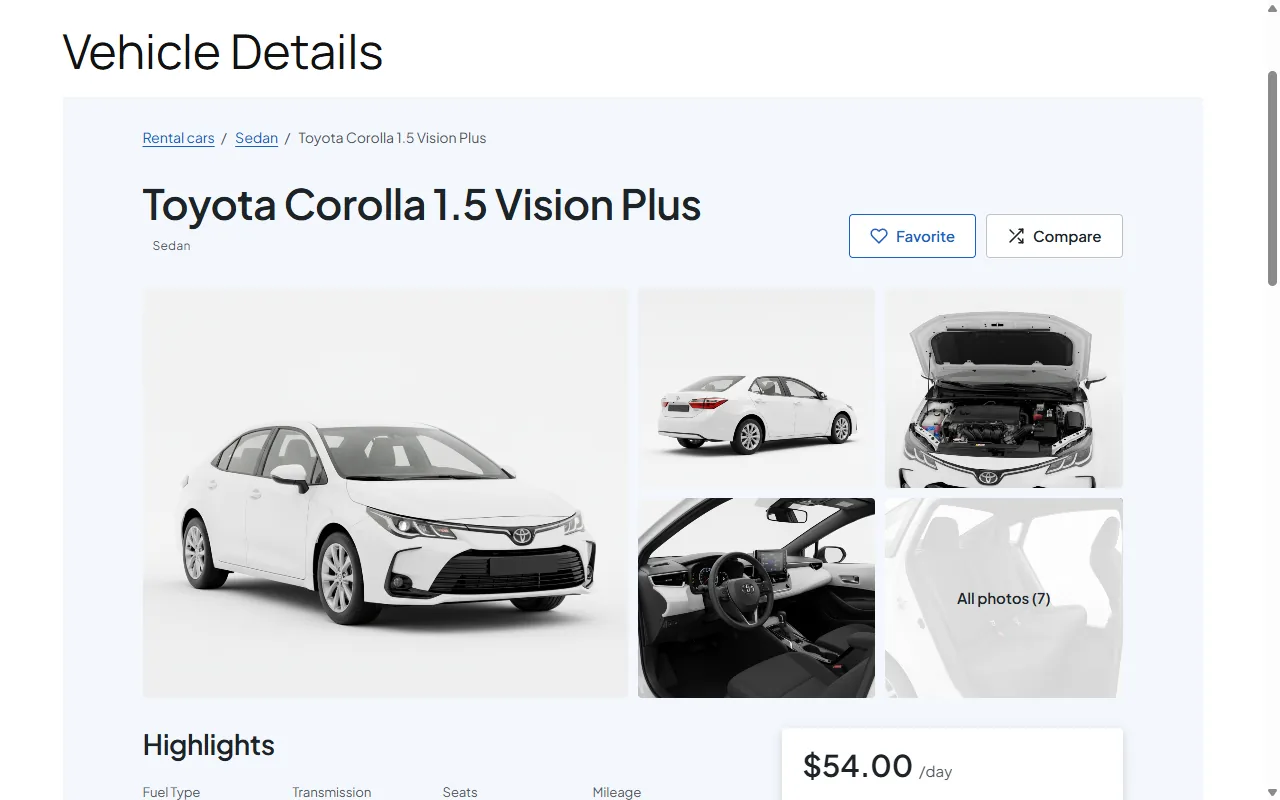 Vehicle Details
Rental cars / Sedan / Toyota Corolla 1.5 Vision Plus
Toyota Corolla 1.5 Vision Plus
Sedan
Favorite
Compare
All photos (7)
Highlights
$54.00 /day
Fuel Type
Transmission
Seats
Mileage